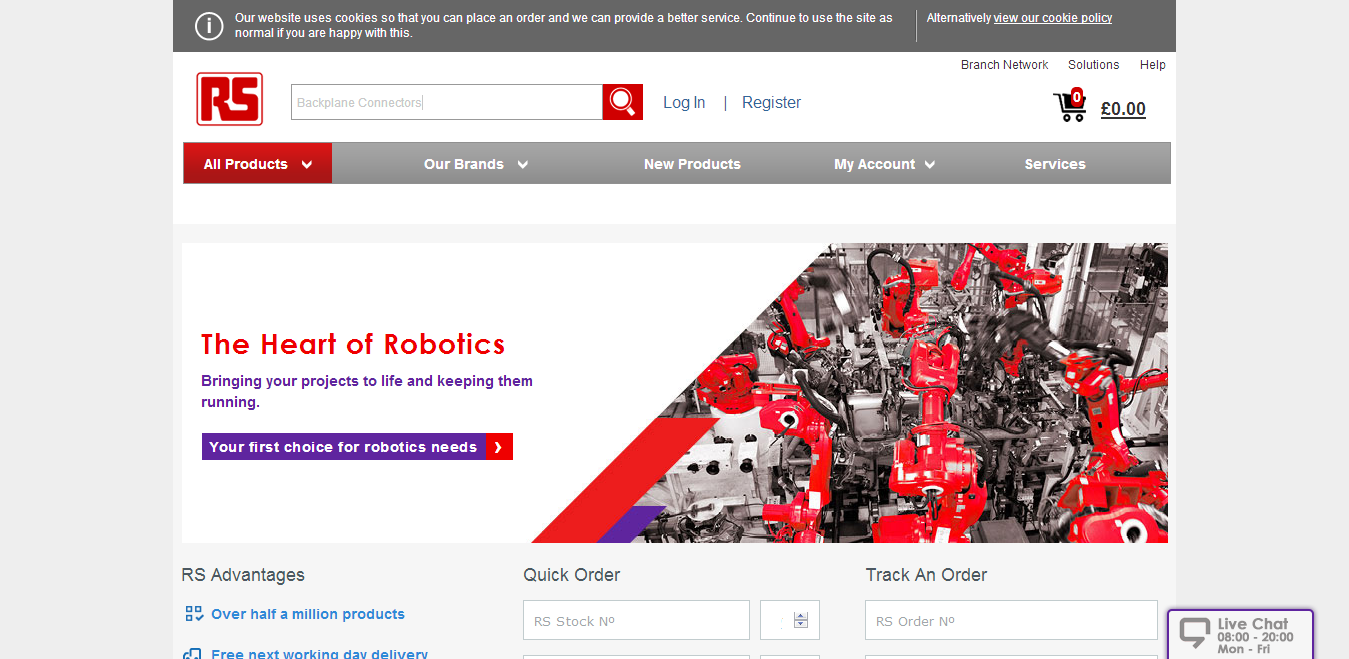 Our website uses cookies so that you can place an order and we can provide a better service. Continue to use the site as
normal if you are happy with this.
Alternatively view our cookie policy
Branch Network
Solutions
Help
RS
Backplane Connectors
Log In | Register
0
£0.00
All Products
Our Brands
New Products
My Account
Services
The Heart of Robotics
Bringing your projects to life and keeping them
running.
Your first choice for robotics needs
RS Advantages
Over half a million products
Free next working day delivery
Quick Order
RS Stock Nº
Track An Order
RS Order Nº
Live Chat
08:00 - 20:00
Mon - Fri